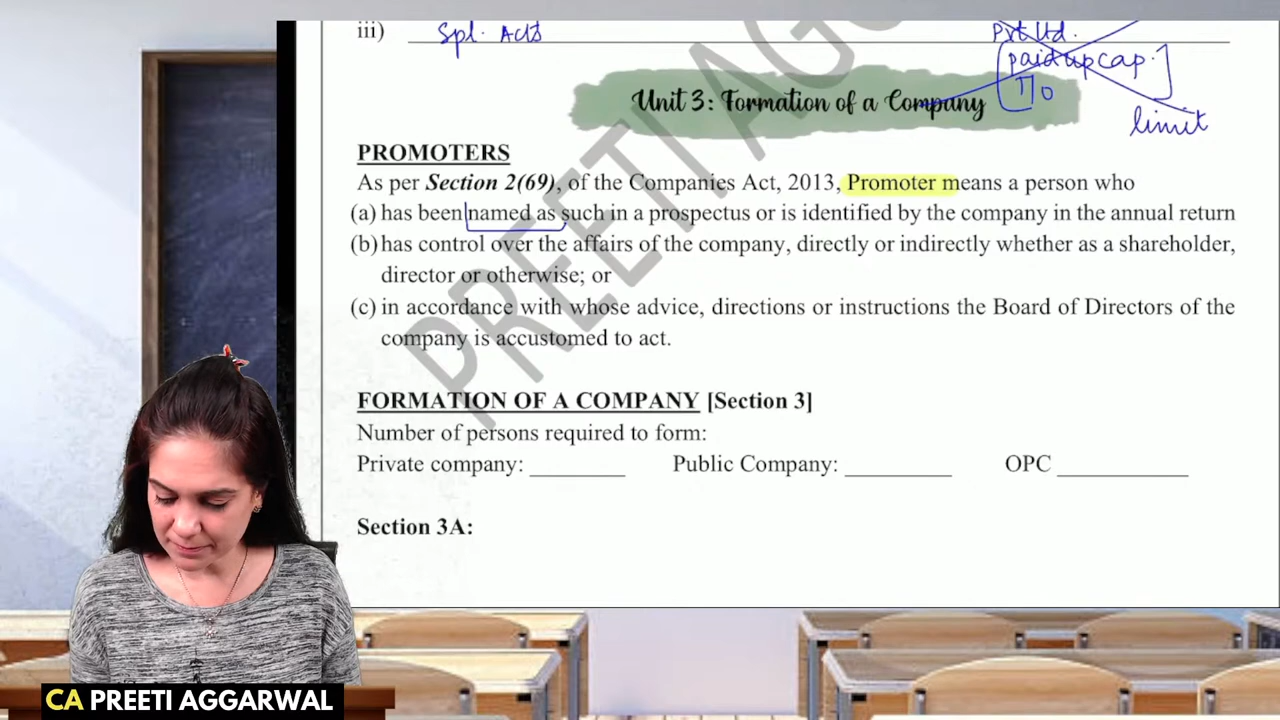 iii) Spl. Acts
Pvt Ltd.
paid up cap.
T/o
limit
Unit 3: Formation of a Company
PROMOTERS
As per Section 2(69), of the Companies Act, 2013, Promoter means a person who
(a) has been named as such in a prospectus or is identified by the company in the annual return
(b) has control over the affairs of the company, directly or indirectly whether as a shareholder,
director or otherwise; or
(c) in accordance with whose advice, directions or instructions the Board of Directors of the
company is accustomed to act.
FORMATION OF A COMPANY [Section 3]
Number of persons required to form:
Private company: ________ Public Company: _________ OPC ___________
Section 3A:
PREETI AGG
CA PREETI AGGARWAL